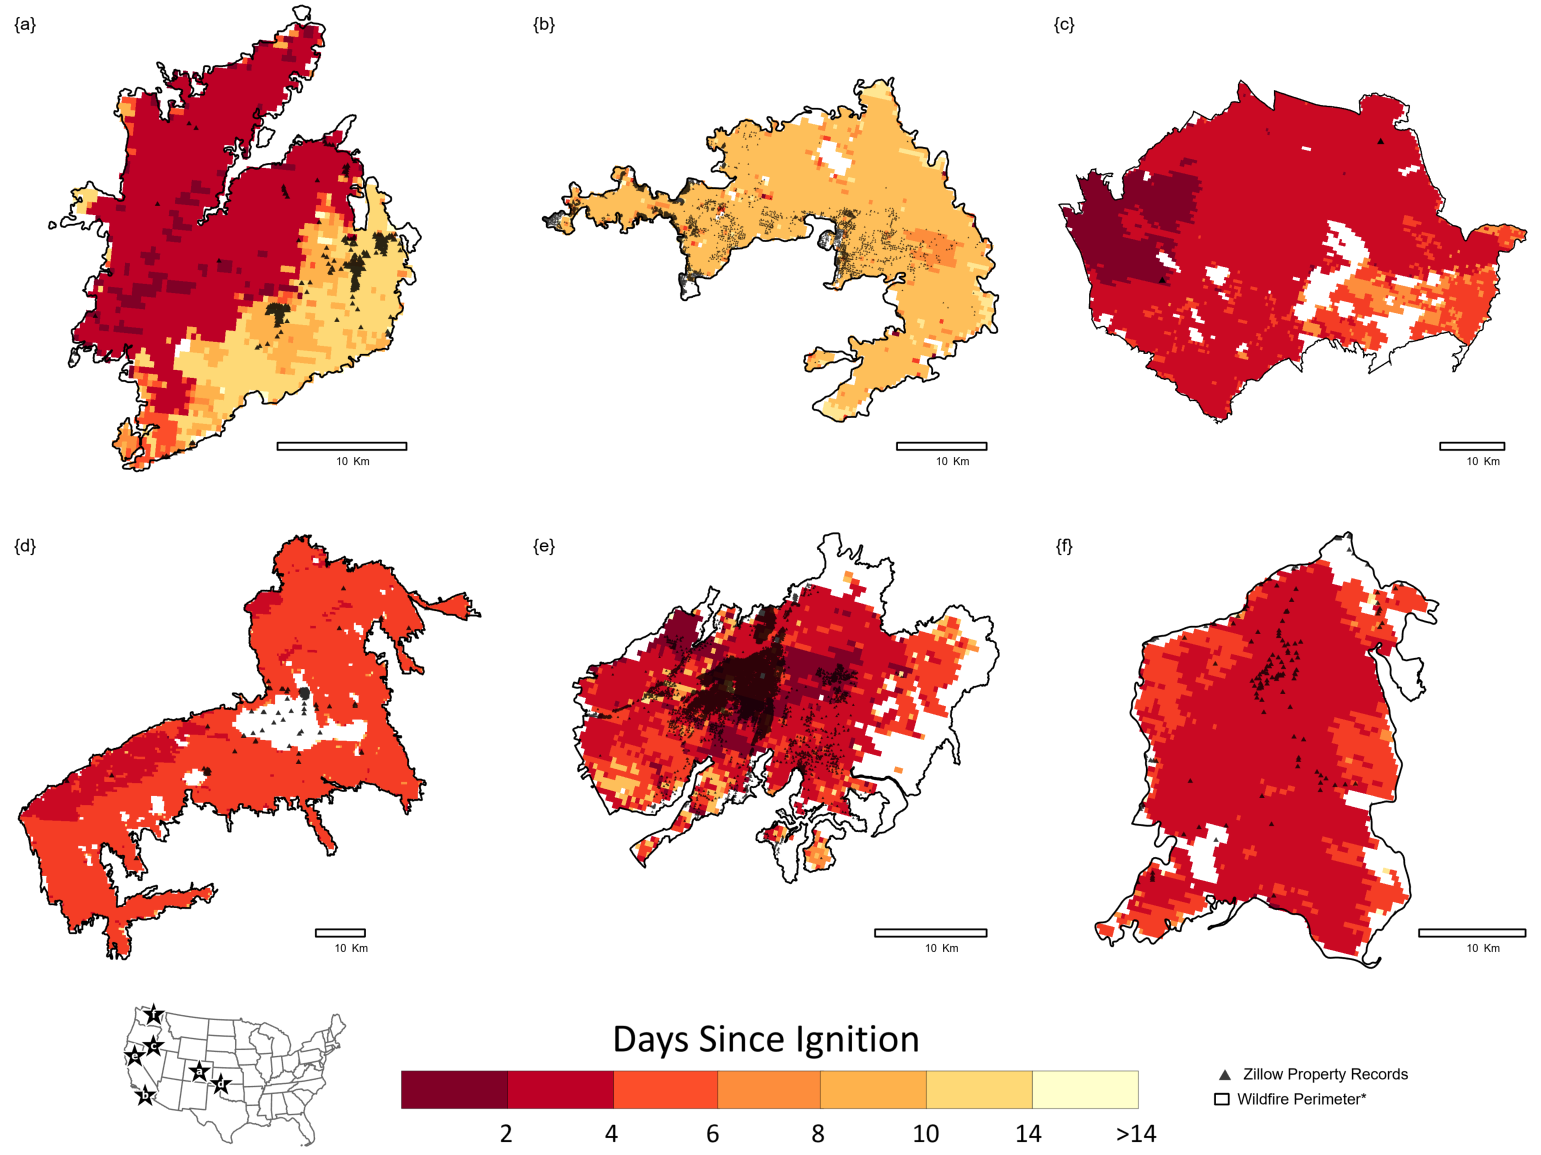 {a}
{b}
{c}
10 Km
10 Km
10 Km
{d}
{e}
{f}
10 Km
10 Km
10 Km
f
c
e
a
d
b
Days Since Ignition
2 4 6 8 10 14 >14
Zillow Property Records
Wildfire Perimeter*